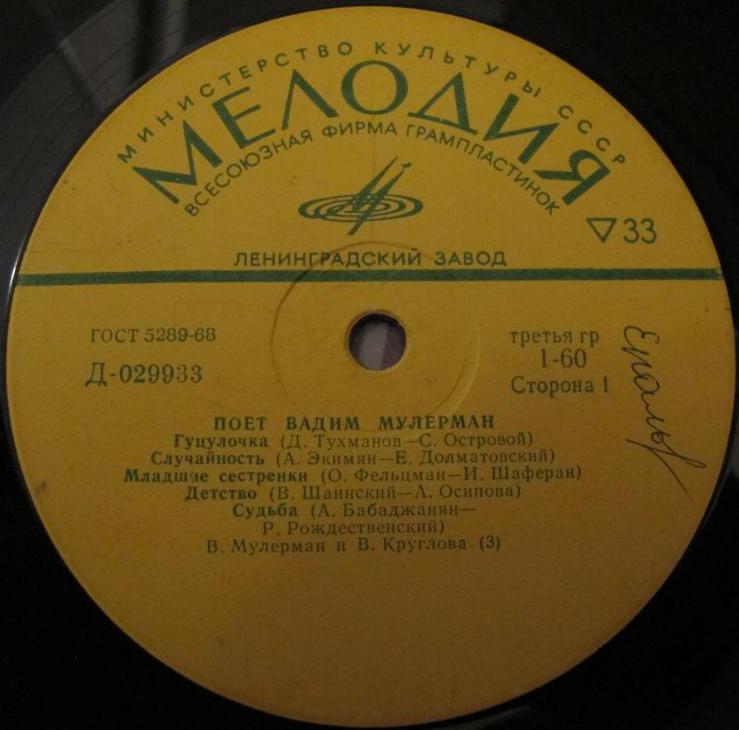 МИНИСТЕРСТВО КУЛЬТУРЫ СССР
МЕЛОДИЯ
ВСЕСОЮЗНАЯ ФИРМА ГРАМПЛАСТИНОК
33
ЛЕНИНГРАДСКИЙ ЗАВОД
ГОСТ 5289-68
третья гр
Д-029933
1-60
Сторона 1
ПОЕТ ВАДИМ МУЛЕРМАН
Гуцулочка (Д. Тухманов—С. Островой)
Случайность (А. Экимян—Е. Долматовский)
Младшие сестренки (О. Фельцман—И. Шаферан)
Детство (В. Шаинский—Л. Осипова)
Судьба (А. Бабаджанян—
Р. Рождественский)
В. Мулерман и В. Круглова (3)